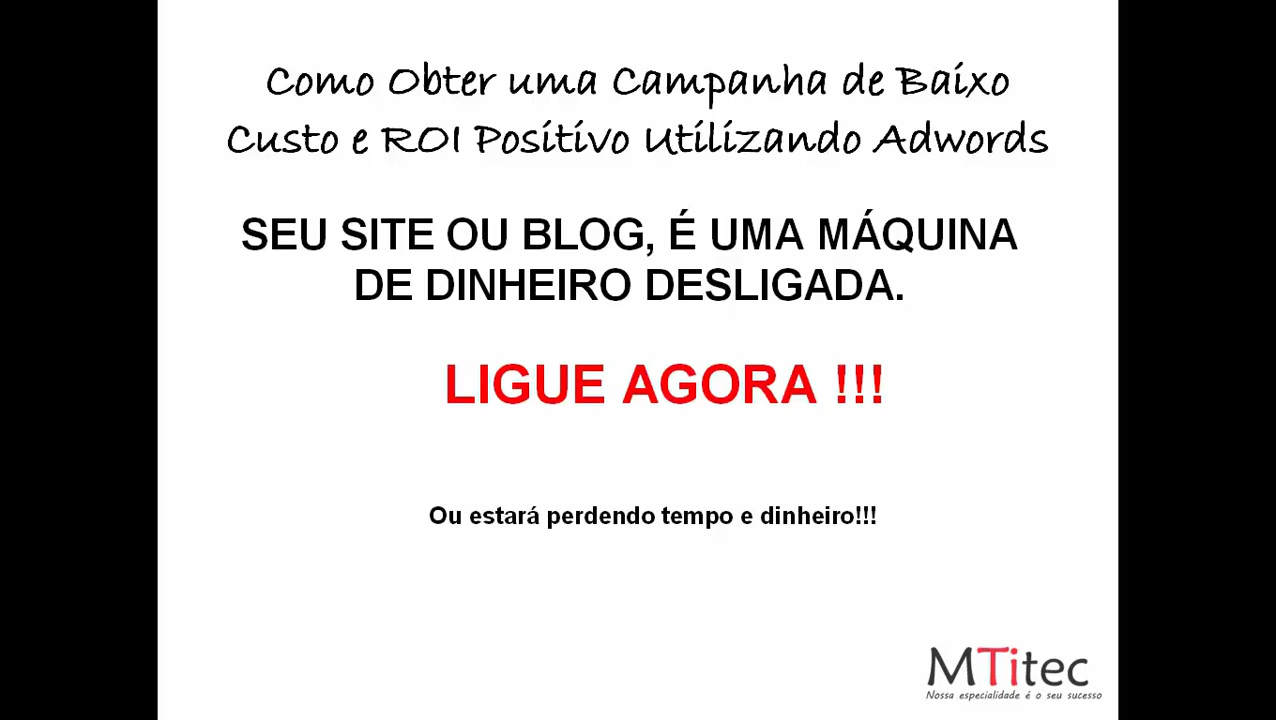 Como Obter uma Campanha de Baixo
Custo e ROI Positivo Utilizando Adwords
SEU SITE OU BLOG, É UMA MÁQUINA
DE DINHEIRO DESLIGADA.
LIGUE AGORA !!!
Ou estará perdendo tempo e dinheiro!!!
MTitec
Nossa especialidade é o seu sucesso